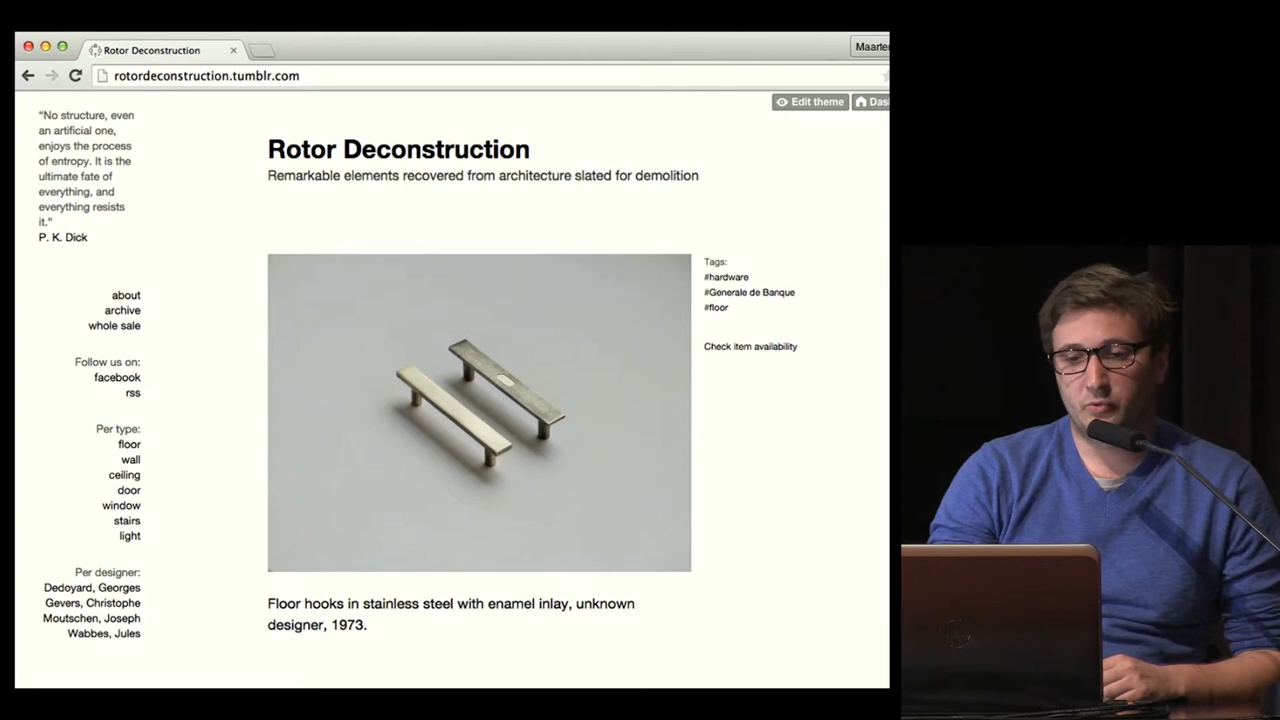 Rotor Deconstruction
Maarten
rotordeconstruction.tumblr.com
Edit theme
Das
"No structure, even
an artificial one,
enjoys the process
of entropy. It is the
ultimate fate of
everything, and
everything resists
it."
P. K. Dick
about
archive
whole sale
Follow us on:
facebook
rss
Per type:
floor
wall
ceiling
door
window
stairs
light
Per designer:
Dedoyard, Georges
Gevers, Christophe
Moutschen, Joseph
Wabbes, Jules
Rotor Deconstruction
Remarkable elements recovered from architecture slated for demolition
Tags:
#hardware
#Generale de Banque
#floor
Check item availability
Floor hooks in stainless steel with enamel inlay, unknown
designer, 1973.